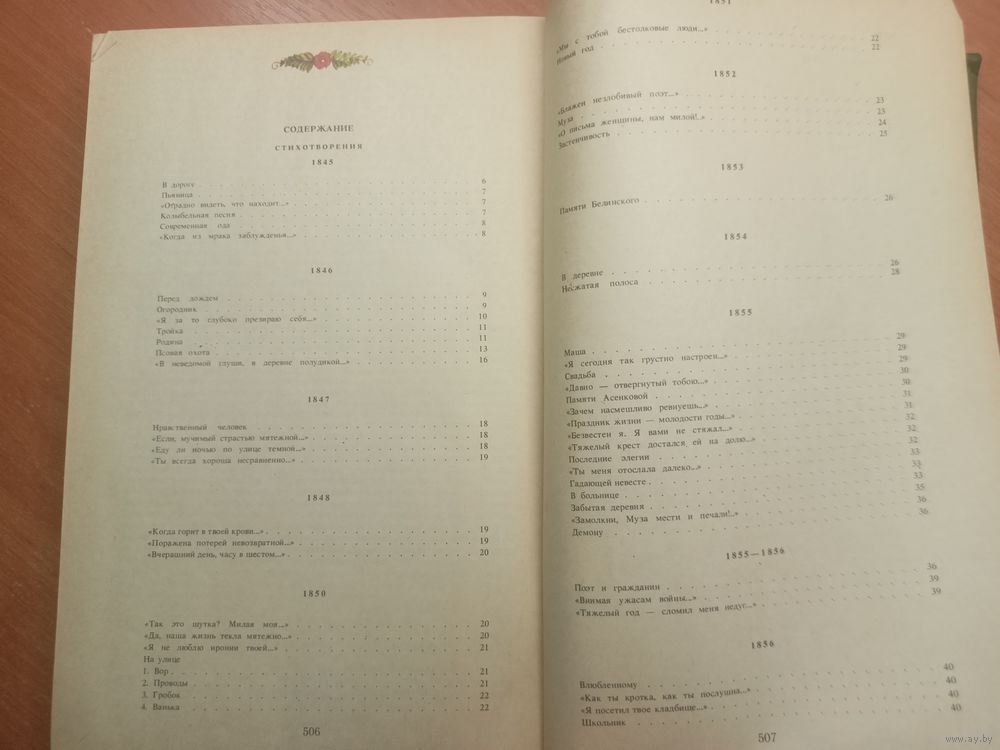 СОДЕРЖАНИЕ
СТИХОТВОРЕНИЯ
1845
В дороге 6
Пьяница 7
«Отрадно видеть, что находит...» 7
Колыбельная песня 7
Современная ода 8
«Когда из мрака заблужденья...» 8
1846
Перед дождем 9
Огородник 9
«Я за то глубоко презираю себя...» 10
Тройка 11
Родина 11
Псовая охота 13
«В неведомой глуши, в деревне полудикой...» 16
1847
Нравственный человек 18
«Если, мучимый страстью мятежной...» 18
«Еду ли ночью по улице темной...» 18
«Ты всегда хороша несравненно...» 19
1848
«Когда горит в твоей крови...» 19
«Поражена потерей невозвратной...» 19
«Вчерашний день, часу в шестом...» 20
1850
«Так это шутка? Милая моя...» 20
«Да, наша жизнь текла мятежно...» 20
«Я не люблю иронии твоей...» 21
На улице
1. Вор 21
2. Проводы 21
3. Гробок 22
4. Ванька 22
506
1851
«Мы с тобой бестолковые люди...» 22
Новый год 22
1852
«Блажен незлобивый поэт...» 23
Муза 23
«О письма женщины, нам милой!..» 24
Застенчивость 25
1853
Памяти Белинского 26
1854
В деревне 26
Несжатая полоса 28
1855
Маша 29
«Я сегодня так грустно настроен...» 29
Свадьба 29
«Давно — отвергнутый тобою...» 30
Памяти Асенковой 30
«Зачем насмешливо ревнуешь...» 31
«Праздник жизни — молодости годы...» 31
«Безвестен я. Я вами не стяжал...» 32
«Тяжелый крест достался ей на долю...» 32
Последние элегии 32
«Ты меня отослала далеко...» 33
Гадающей невесте 33
В больнице 33
Забытая деревня 35
«Замолкни, Муза мести и печали!..» 36
Демону 36
1855—1856
Поэт и гражданин 36
«Внимая ужасам войны...» 39
«Тяжелый год — сломил меня недуг...» 39
1856
Влюбленному 40
«Как ты кротка, как ты послушна...» 40
«Я посетил твое кладбище...» 40
Школьник 40
507
www.ay.by